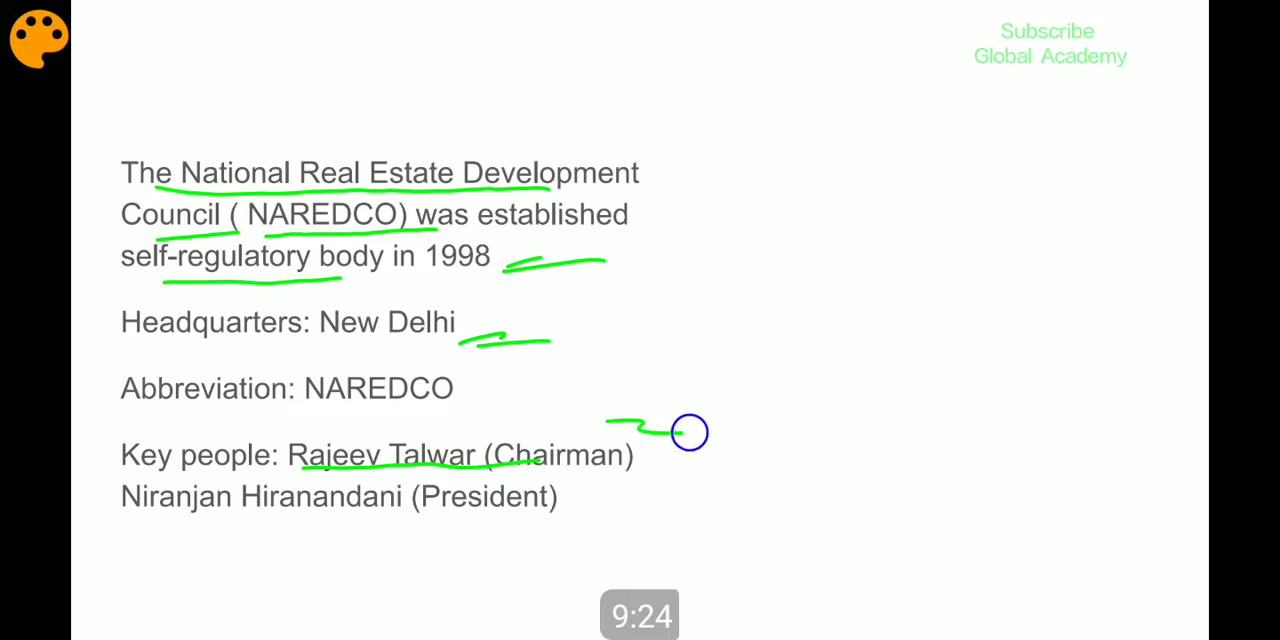 Subscribe
Global Academy
The National Real Estate Development
Council ( NAREDCO) was established
self-regulatory body in 1998
Headquarters: New Delhi
Abbreviation: NAREDCO
Key people: Rajeev Talwar (Chairman)
Niranjan Hiranandani (President)
9:24